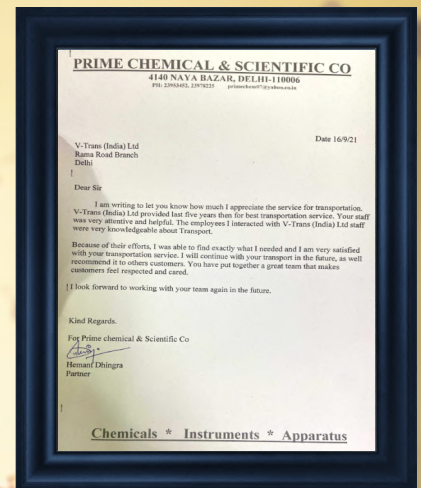 PRIME CHEMICAL & SCIENTIFIC CO
4140 NAYA BAZAR, DELHI-110006
PH: 23953452, 23978225 primechem97@yahoo.co.in
Date 16/9/21
V-Trans (India) Ltd
Rama Road Branch
Delhi
Dear Sir
I am writing to let you know how much I appreciate the service for transportation.
V-Trans (India) Ltd provided last five years then for best transportation service. Your staff
was very attentive and helpful. The employees I interacted with V-Trans (India) Ltd staff
were very knowledgeable about Transport.
Because of their efforts, I was able to find exactly what I needed and I am very satisfied
with your transportation service. I will continue with your transport in the future, as well
recommend it to others customers. You have put together a great team that makes
customers feel respected and cared.
I look forward to working with your team again in the future.
Kind Regards.
For Prime chemical & Scientific Co
Hemant Dhingra
Partner
Chemicals * Instruments * Apparatus